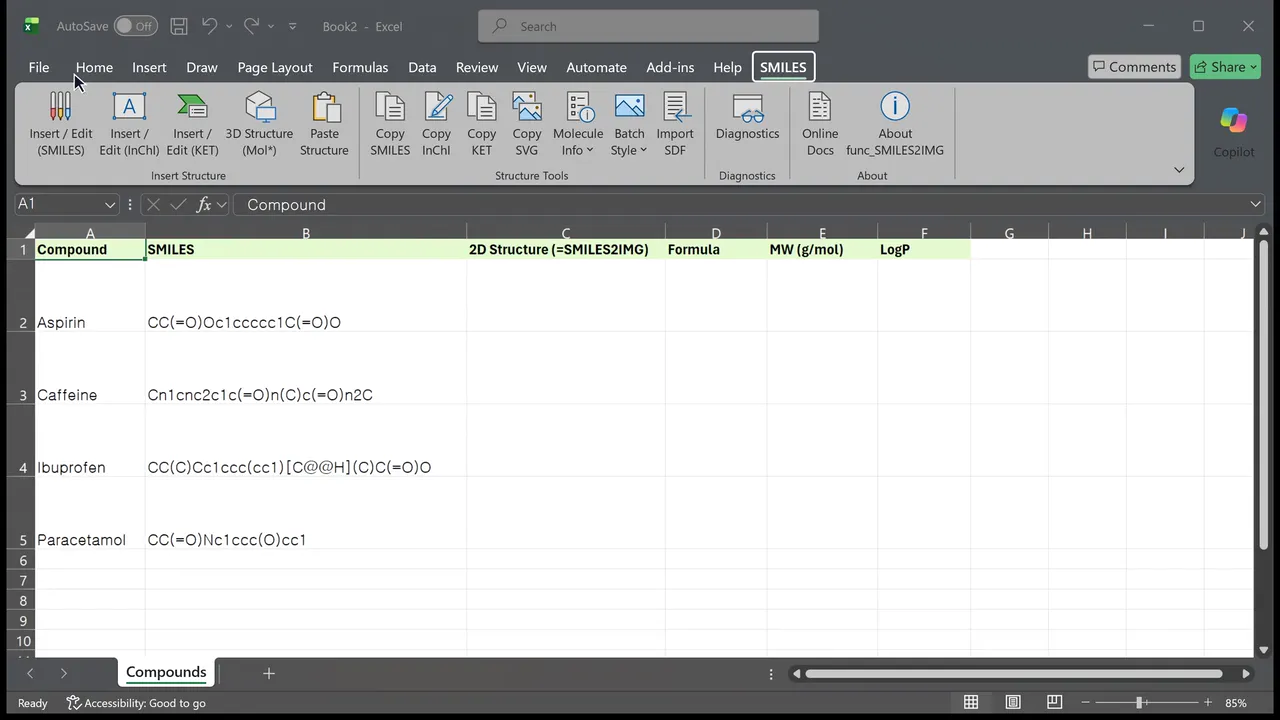 AutoSave Off Book2 - Excel Search
File Home Insert Draw Page Layout Formulas Data Review View Automate Add-ins Help SMILES Comments Share
Insert / Edit (SMILES)
Insert / Edit (InChI)
Insert / Edit (KET)
3D Structure (Mol*)
Paste Structure
Copy SMILES
Copy InChI
Copy KET
Copy SVG
Molecule Info
Batch Style
Import SDF
Diagnostics
Online Docs
About func_SMILES2IMG
Copilot
Insert Structure Structure Tools Diagnostics About
A1 fx Compound
A B C D E F G H I J
1 Compound SMILES 2D Structure (=SMILES2IMG) Formula MW (g/mol) LogP
2 Aspirin CC(=O)Oc1ccccc1C(=O)O
3 Caffeine Cn1cnc2c1c(=O)n(C)c(=O)n2C
4 Ibuprofen CC(C)Cc1ccc(cc1)[C@@H](C)C(=O)O
5 Paracetamol CC(=O)Nc1ccc(O)cc1
6
7
8
9
10
Compounds
Ready Accessibility: Good to go 85%